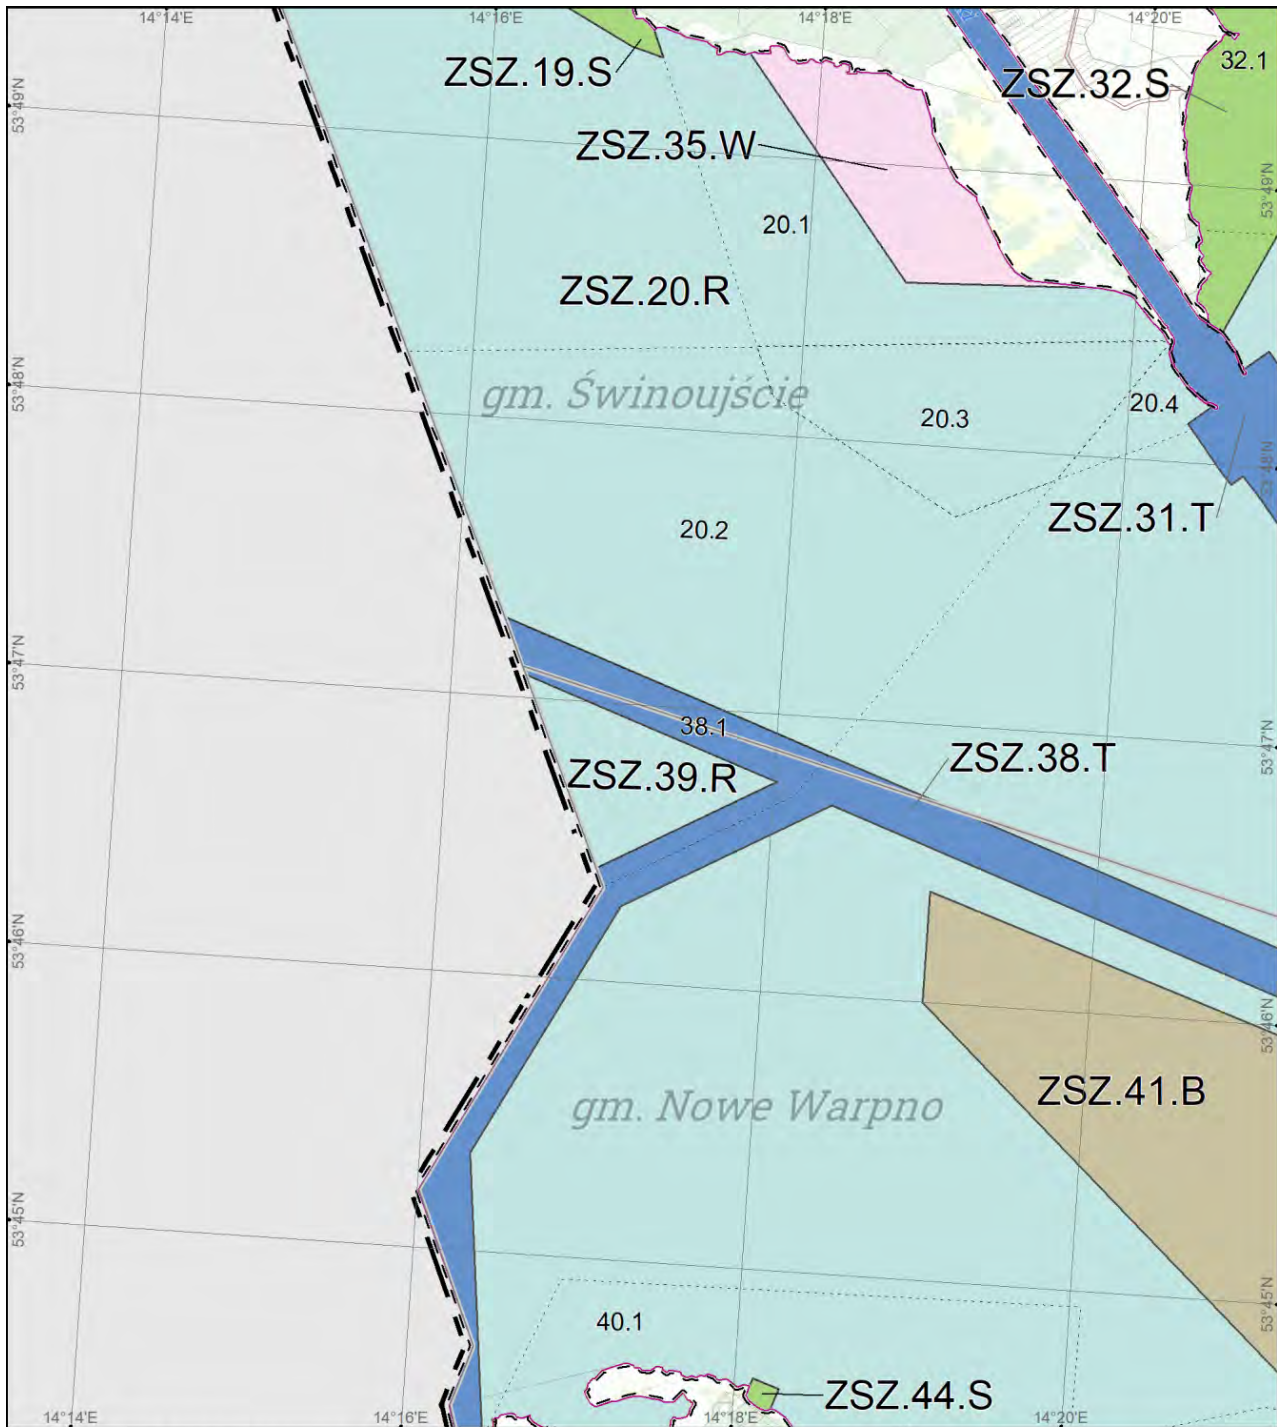 14°14'E
14°16'E
14°18'E
14°20'E
32.1
ZSZ.19.S
ZSZ.32.S
53°49'N
ZSZ.35.W
53°49'N
20.1
ZSZ.20.R
53°48'N
gm. Świnoujście
20.4
20.3
53°48'N
ZSZ.31.T
20.2
53°47'N
38.1
53°47'N
ZSZ.38.T
ZSZ.39.R
53°46'N
53°46'N
ZSZ.41.B
gm. Nowe Warpno
53°45'N
53°45'N
40.1
ZSZ.44.S
14°14'E
14°16'E
14°18'E
14°20'E